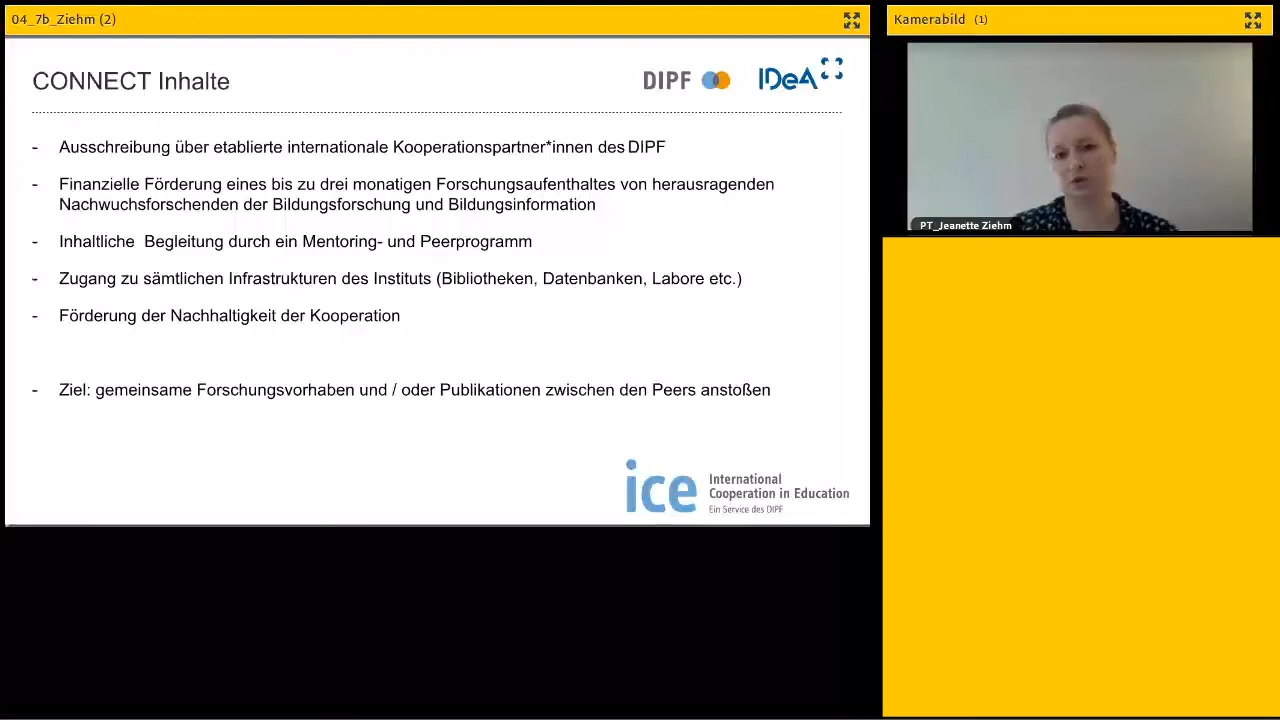 04_7b_Ziehm (2)
Kamerabild (1)
CONNECT Inhalte
DIPF
IDeA
- Ausschreibung über etablierte internationale Kooperationspartner*innen des DIPF
- Finanzielle Förderung eines bis zu drei monatigen Forschungsaufenthaltes von herausragenden
Nachwuchsforschenden der Bildungsforschung und Bildungsinformation
- Inhaltliche Begleitung durch ein Mentoring- und Peerprogramm
- Zugang zu sämtlichen Infrastrukturen des Instituts (Bibliotheken, Datenbanken, Labore etc.)
- Förderung der Nachhaltigkeit der Kooperation
- Ziel: gemeinsame Forschungsvorhaben und / oder Publikationen zwischen den Peers anstoßen
ice
International
Cooperation in Education
Ein Service des DIPF
PT_Jeanette Ziehm